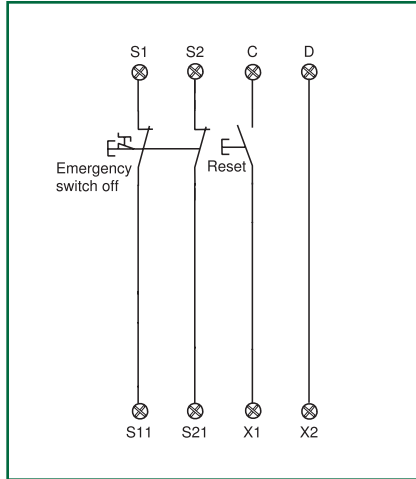 S1 S2 C D
Emergency
switch off
Reset
S11 S21 X1 X2